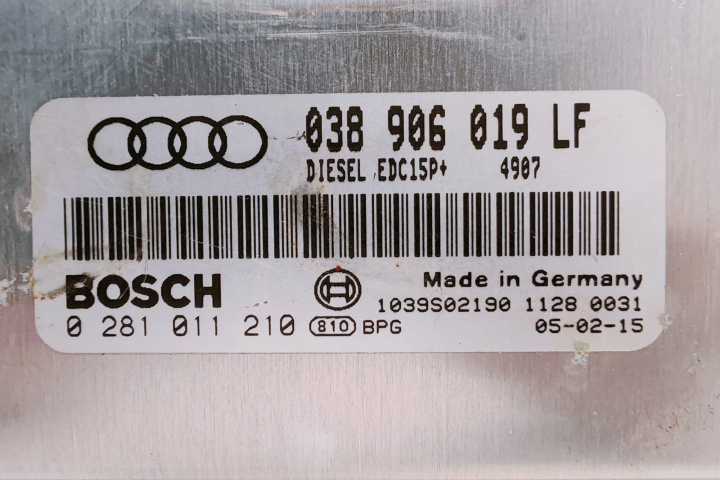 038 906 019 LF
DIESEL EDC15P+ 4907
BOSCH
Made in Germany
1039S02190 1128 0031
0 281 011 210 810 BPG 05-02-15